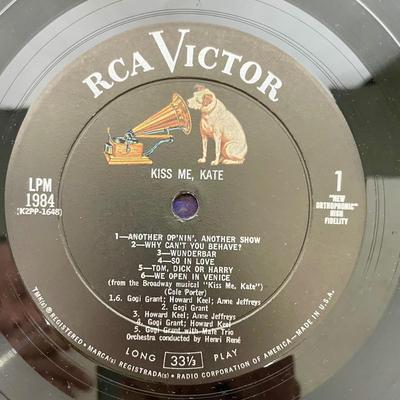 RCA VICTOR
KISS ME, KATE
LPM
1984
(K2PP-1648)
1
"NEW
ORTHOPHONIC"
HIGH
FIDELITY
1—ANOTHER OP'NIN', ANOTHER SHOW
2—WHY CAN'T YOU BEHAVE?
3—WUNDERBAR
4—SO IN LOVE
5—TOM, DICK OR HARRY
6—WE OPEN IN VENICE
(from the Broadway musical "Kiss Me, Kate")
(Cole Porter)
1,6. Gogi Grant; Howard Keel; Anne Jeffreys
2. Gogi Grant
3. Howard Keel; Anne Jeffreys
4. Gogi Grant; Howard Keel
5. Gogi Grant with Male Trio
Orchestra conducted by Henri René
LONG 33⅓ PLAY
TMK(s) ® REGISTERED • MARCA(s) REGISTRADA(s) • RADIO CORPORATION OF AMERICA—MADE IN U.S.A.